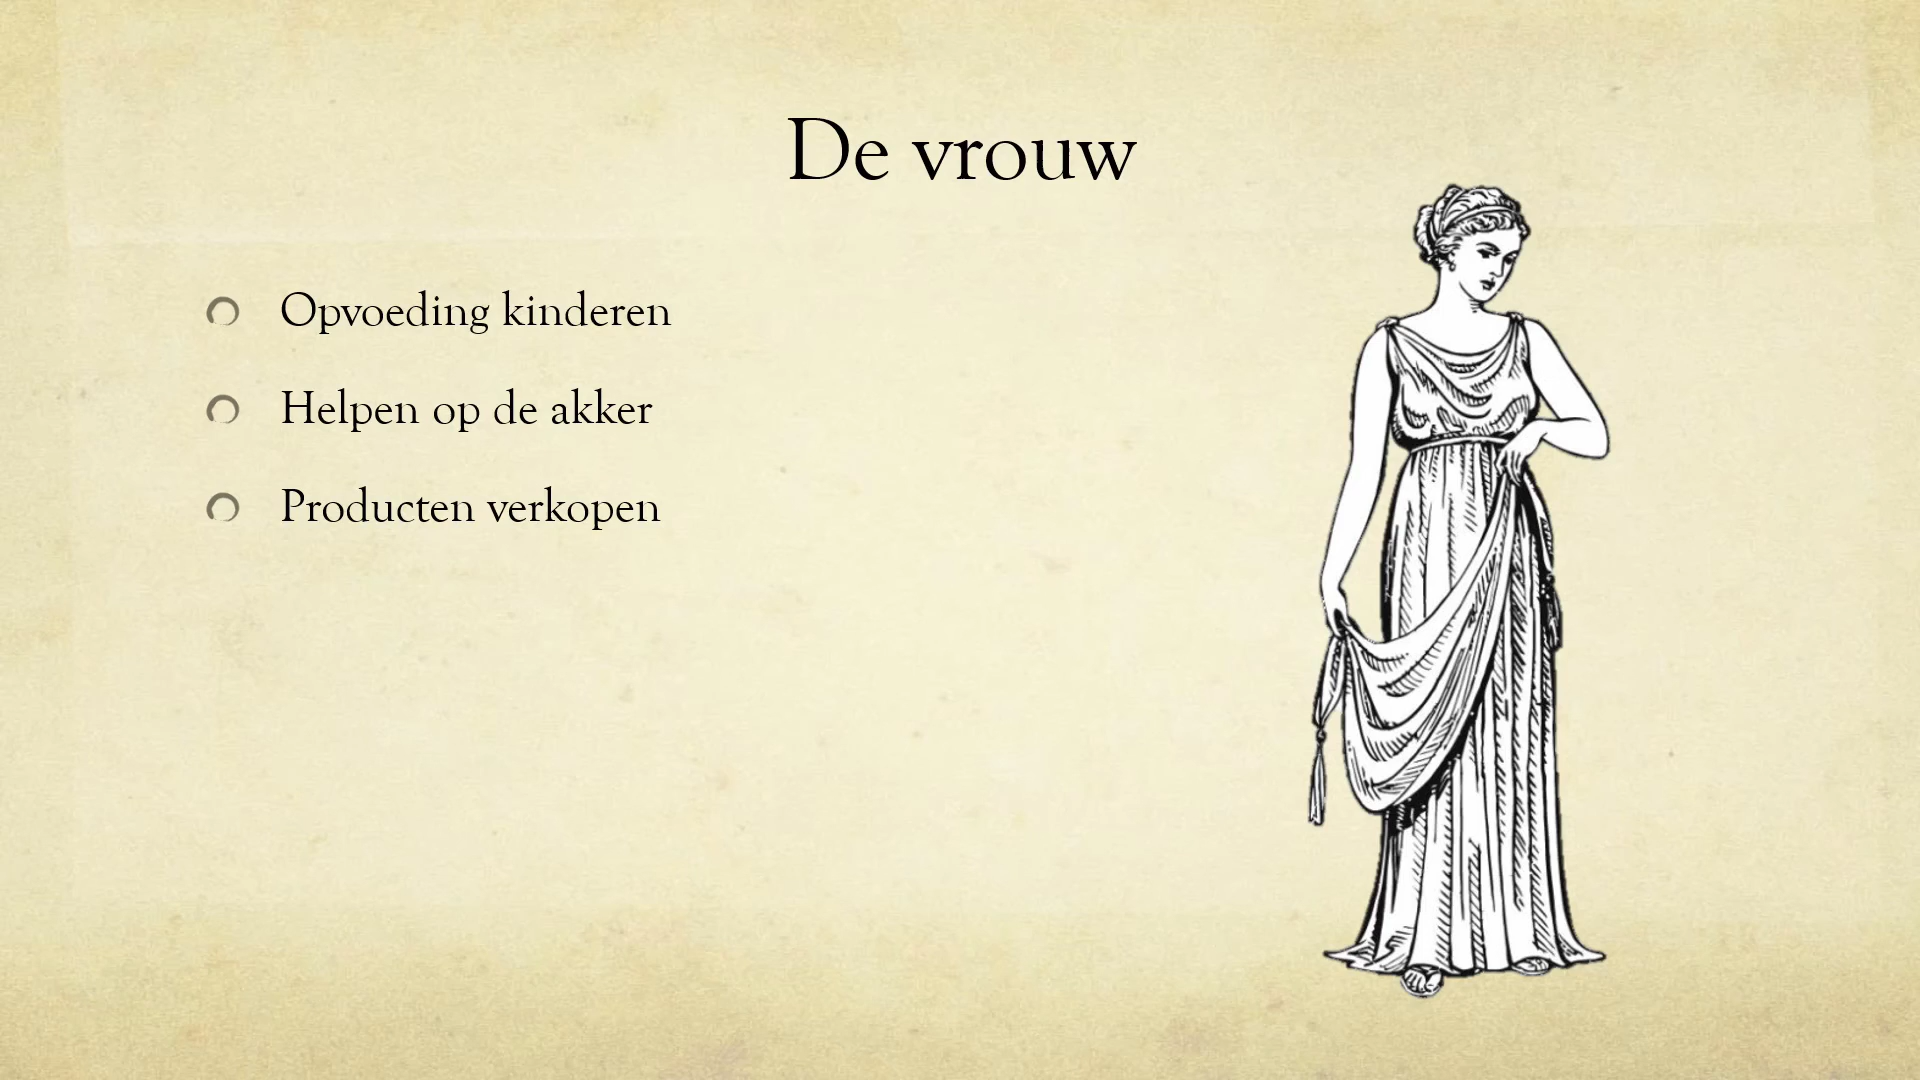 De vrouw
Opvoeding kinderen
Helpen op de akker
Producten verkopen